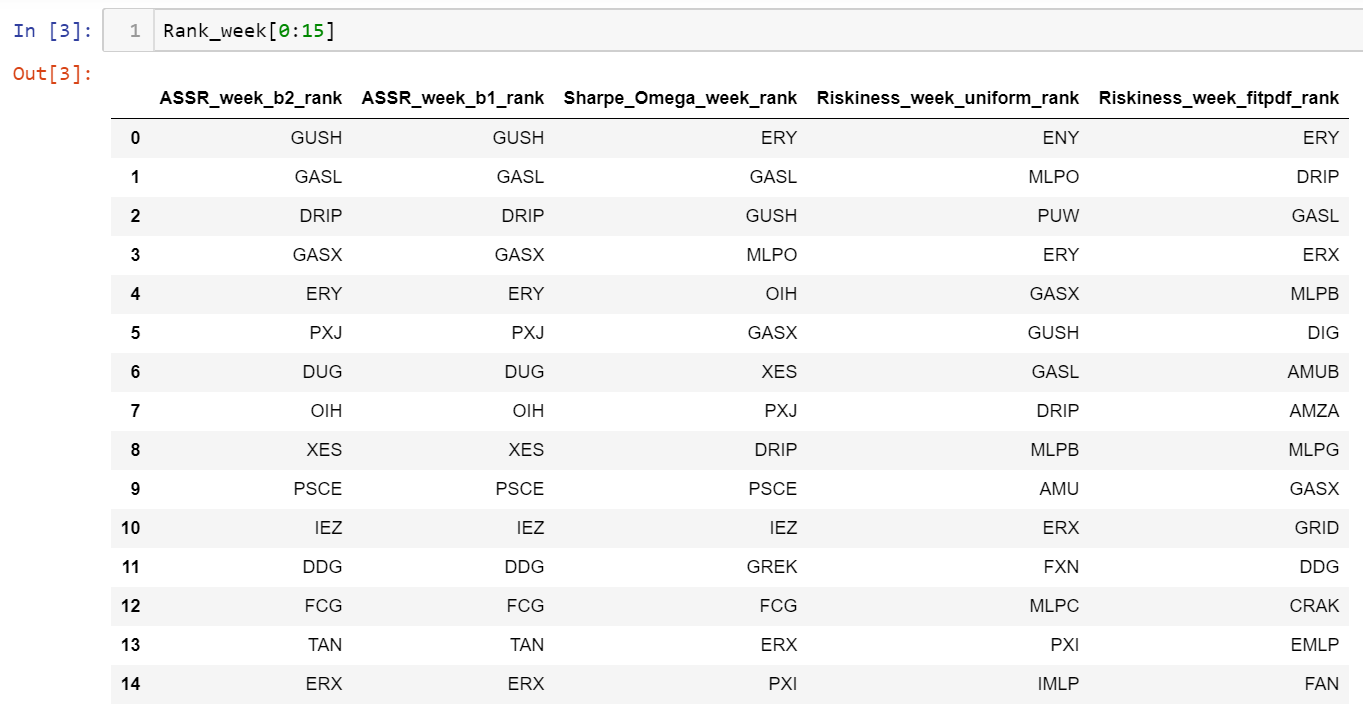 In [3]: 1 Rank_week[0:15]
Out[3]:
ASSR_week_b2_rank ASSR_week_b1_rank Sharpe_Omega_week_rank Riskiness_week_uniform_rank Riskiness_week_fitpdf_rank
0 GUSH GUSH ERY ENY ERY
1 GASL GASL GASL MLPO DRIP
2 DRIP DRIP GUSH PUW GASL
3 GASX GASX MLPO ERY ERX
4 ERY ERY OIH GASX MLPB
5 PXJ PXJ GASX GUSH DIG
6 DUG DUG XES GASL AMUB
7 OIH OIH PXJ DRIP AMZA
8 XES XES DRIP MLPB MLPG
9 PSCE PSCE PSCE AMU GASX
10 IEZ IEZ IEZ ERX GRID
11 DDG DDG GREK FXN DDG
12 FCG FCG FCG MLPC CRAK
13 TAN TAN ERX PXI EMLP
14 ERX ERX PXI IMLP FAN